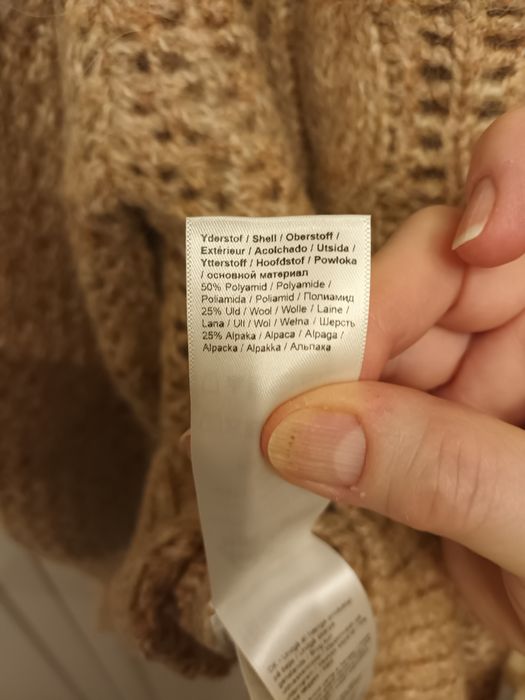 Yderstof / Shell / Oberstoff /
Extérieur / Acolchado / Utsida /
Ytterstoff / Hoofdstof / Powłoka
/ основной материал
50% Polyamid / Polyamide /
Poliamida / Poliamid / Полиамид
25% Uld / Wool / Wolle / Laine /
Lana / Ull / Wol / Wełna / Шерсть
25% Alpaka / Alpaca / Alpaga /
Alpacka / Alpakka / Альпака